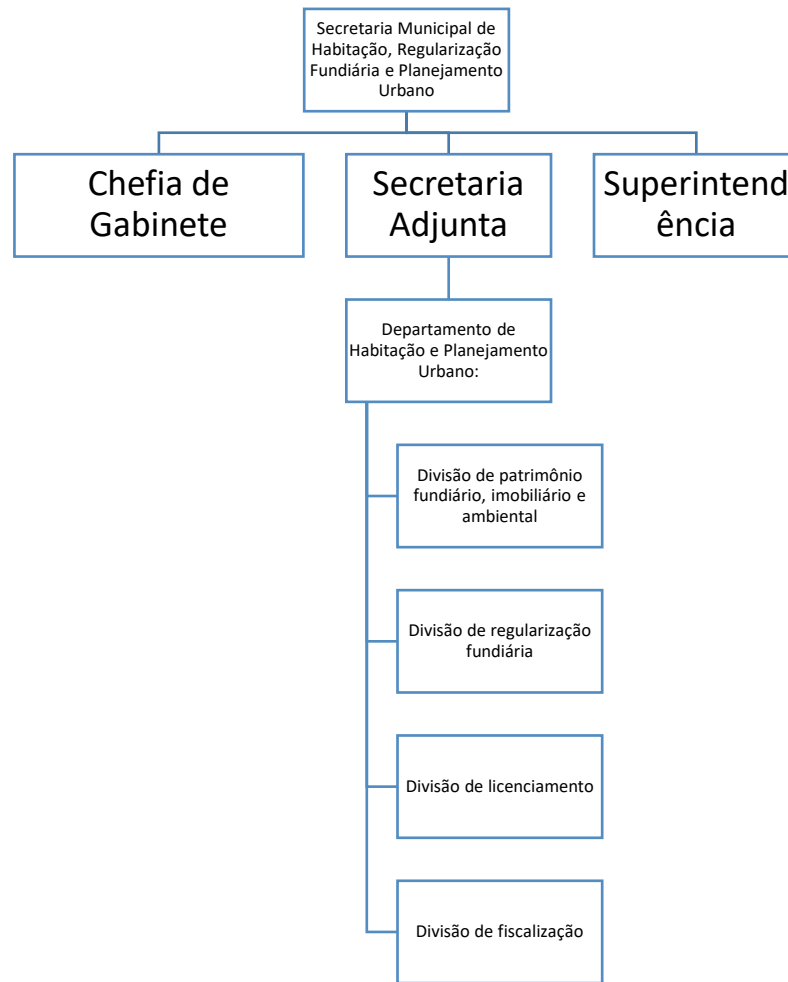 Secretaria Municipal de
Habitação, Regularização
Fundiária e Planejamento
Urbano
Chefia de
Gabinete
Secretaria
Adjunta
Superintend
ência
Departamento de
Habitação e Planejamento
Urbano:
Divisão de patrimônio
fundiário, imobiliário e
ambiental
Divisão de regularização
fundiária
Divisão de licenciamento
Divisão de fiscalização